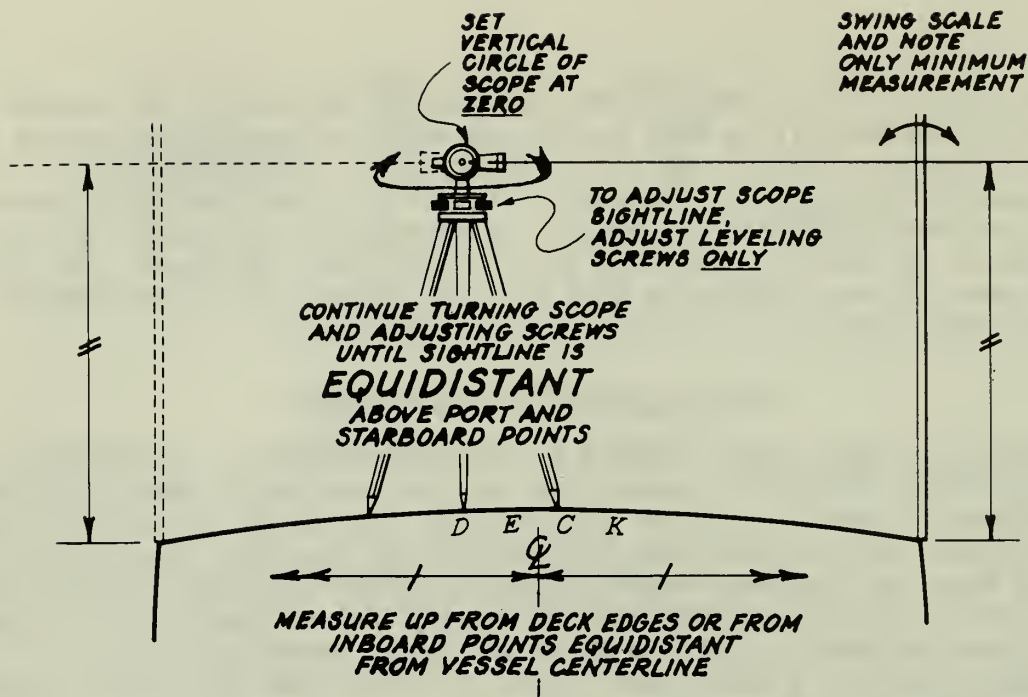 SET
VERTICAL
CIRCLE OF
SCOPE AT
ZERO
SWING SCALE
AND NOTE
ONLY MINIMUM
MEASUREMENT
TO ADJUST SCOPE
SIGHTLINE,
ADJUST LEVELING
SCREWS ONLY
CONTINUE TURNING SCOPE
AND ADJUSTING SCREWS
UNTIL SIGHTLINE IS
EQUIDISTANT
ABOVE PORT AND
STARBOARD POINTS
D E C K
℄
MEASURE UP FROM DECK EDGES OR FROM
INBOARD POINTS EQUIDISTANT
FROM VESSEL CENTERLINE